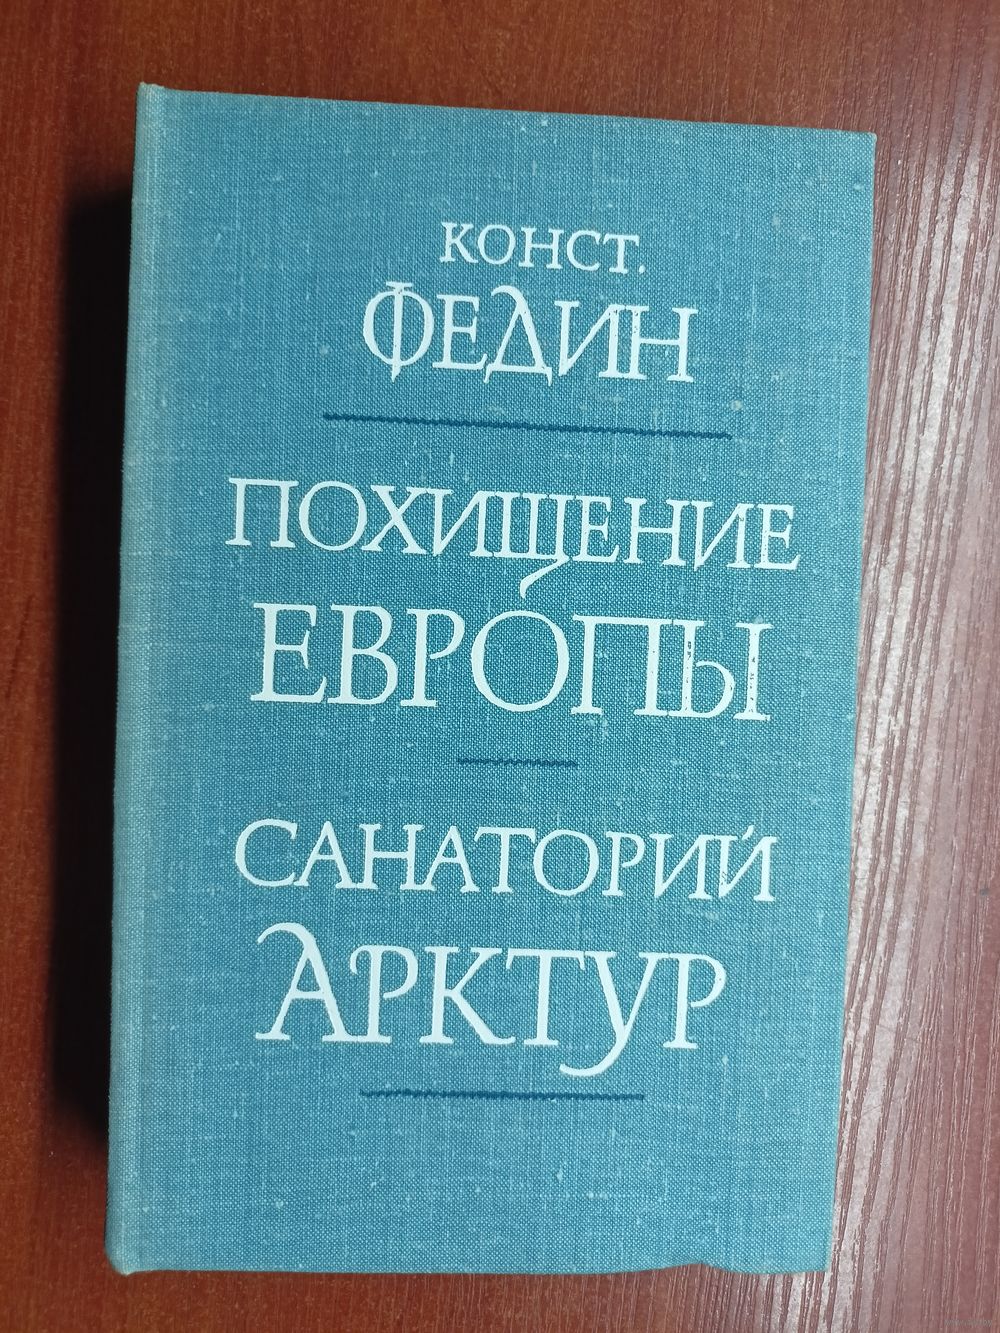 КОНСТ.
ФЕДИН
ПОХИЩЕНИЕ
ЕВРОПЫ
САНАТОРИЙ
АРКТУР